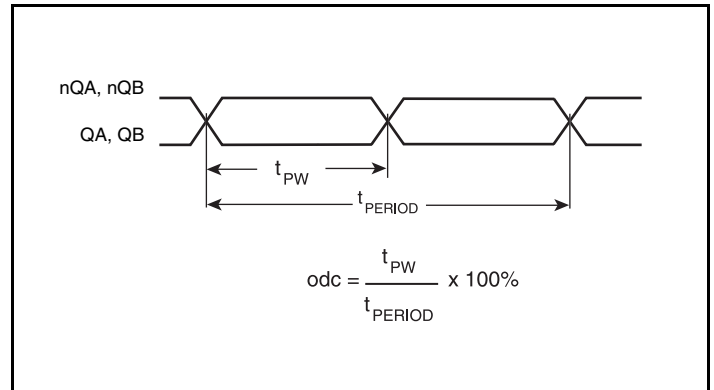 nQA, nQB
QA, QB
tPW
tPERIOD
odc = tPW / tPERIOD x 100%